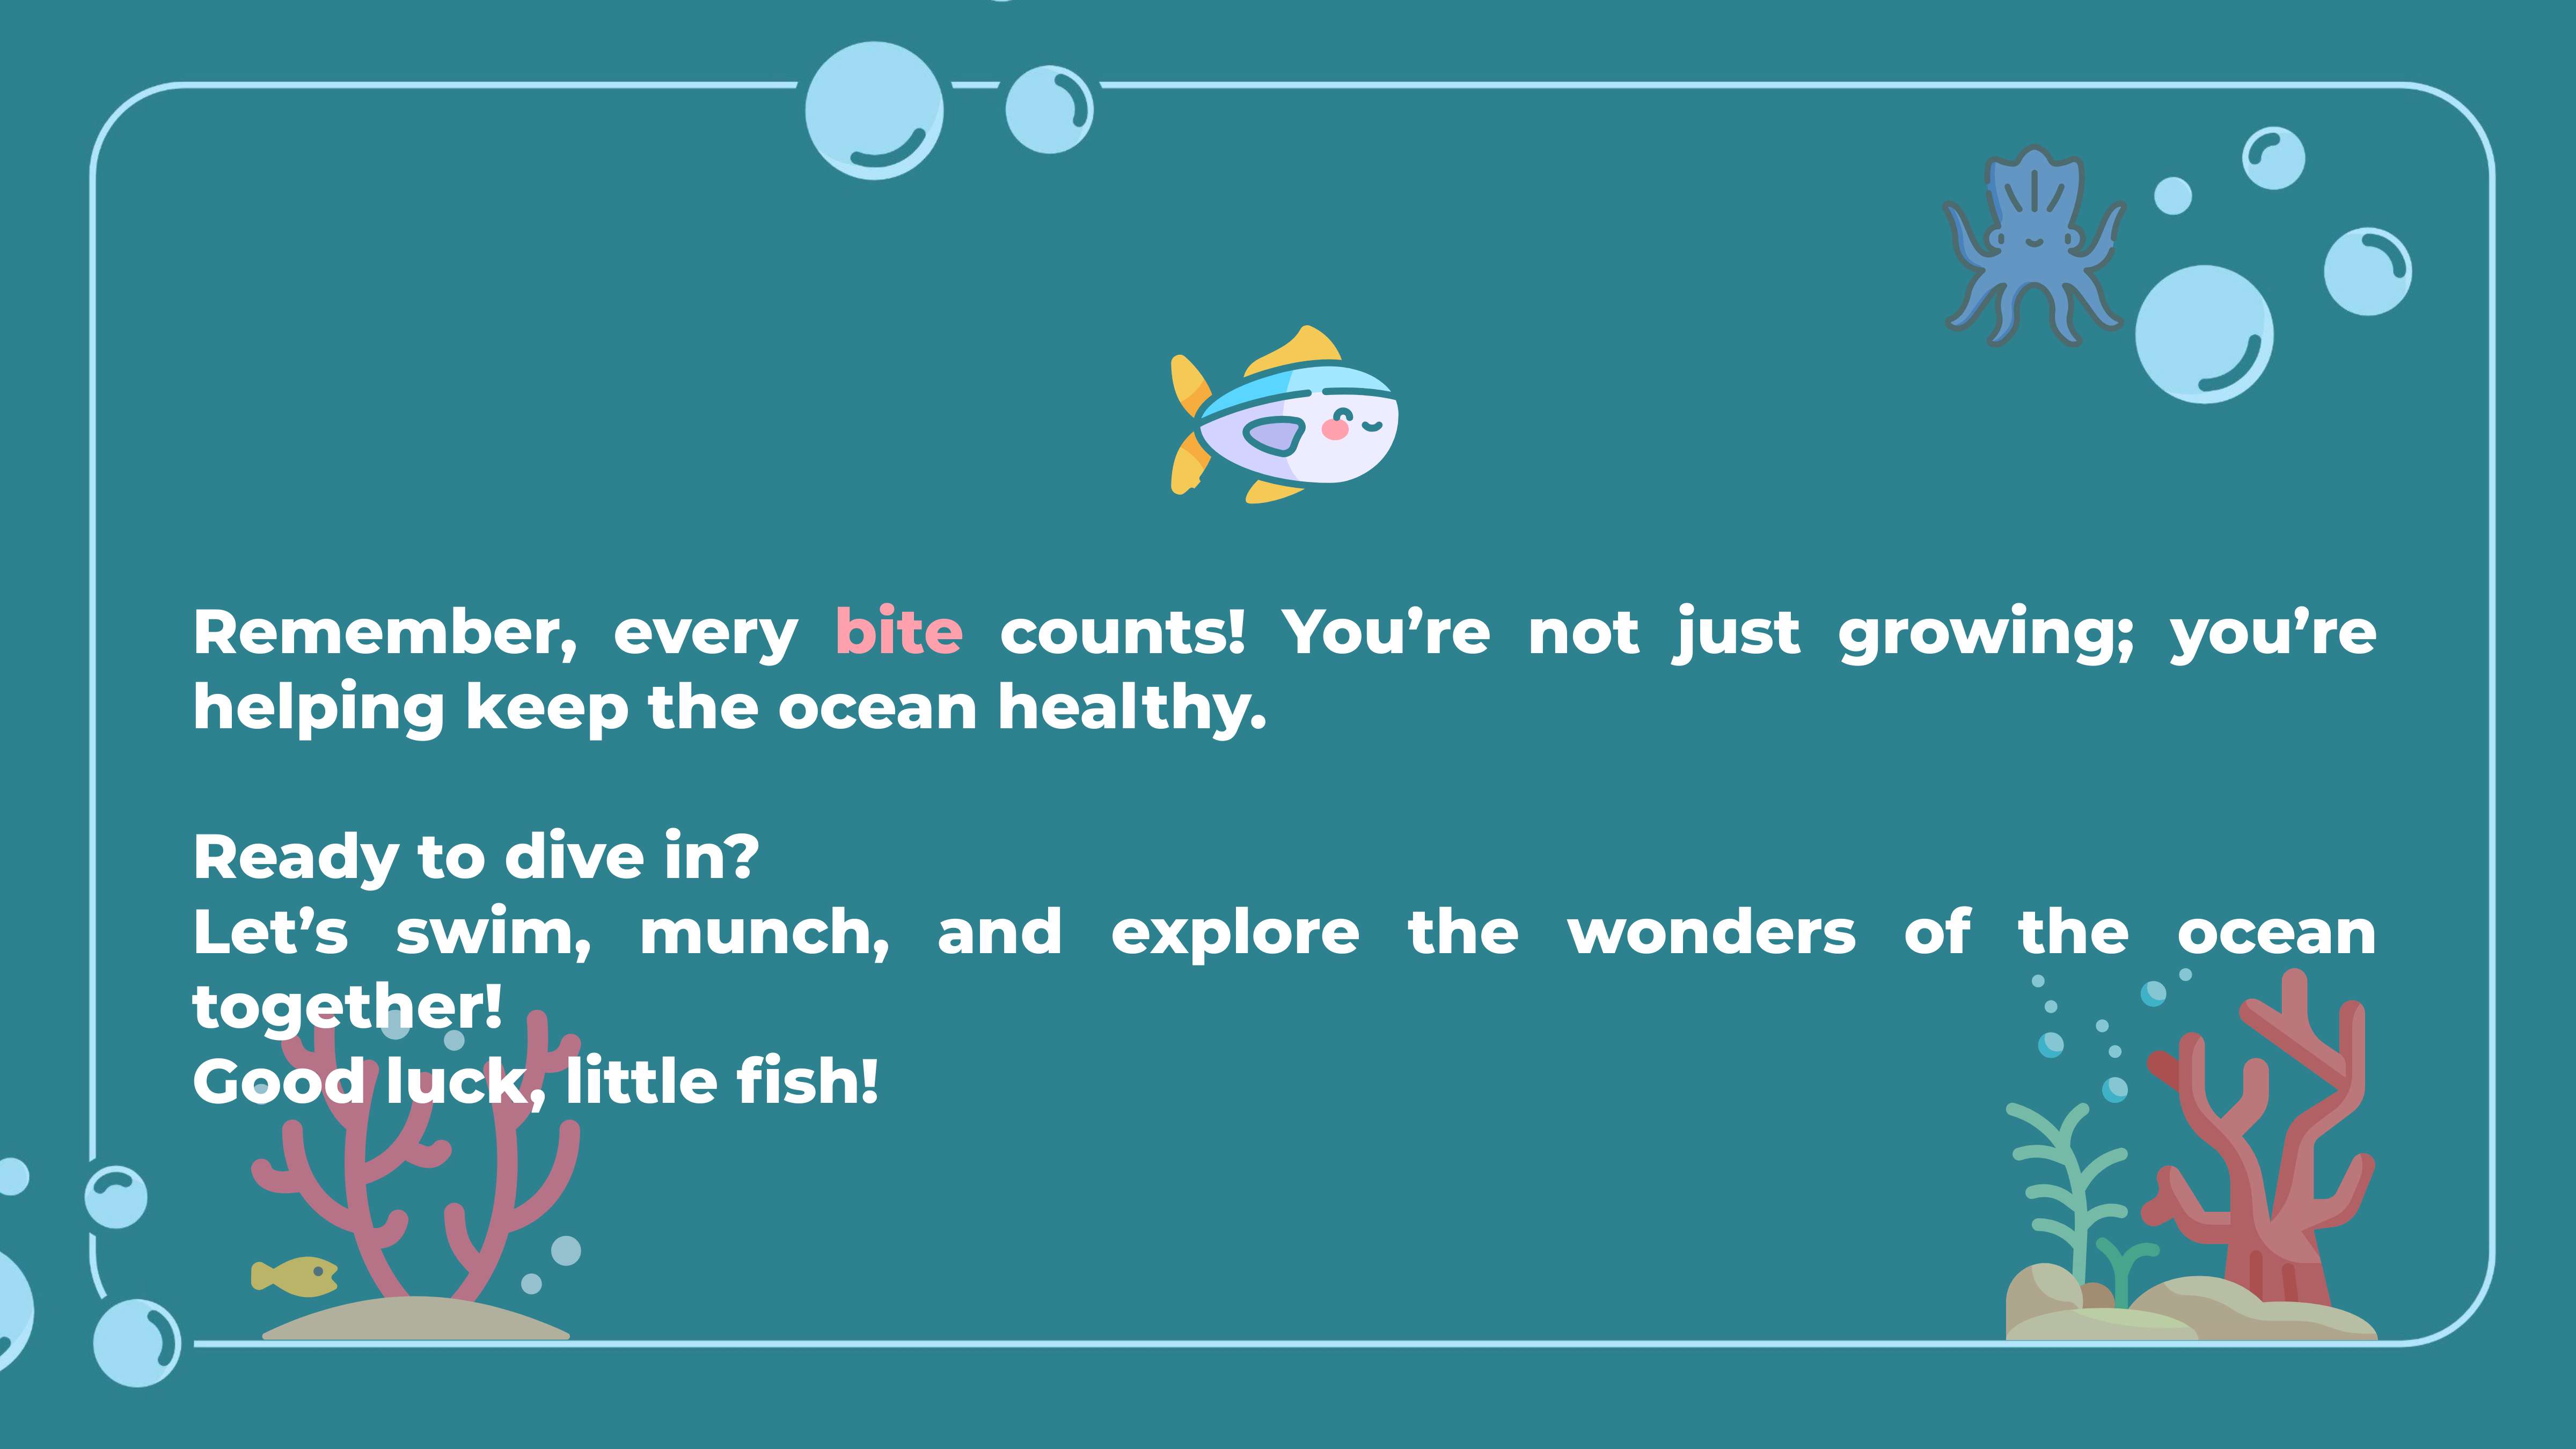 Remember, every bite counts! You’re not just growing; you’re
helping keep the ocean healthy.
Ready to dive in?
Let’s swim, munch, and explore the wonders of the ocean
together!
Good luck, little fish!